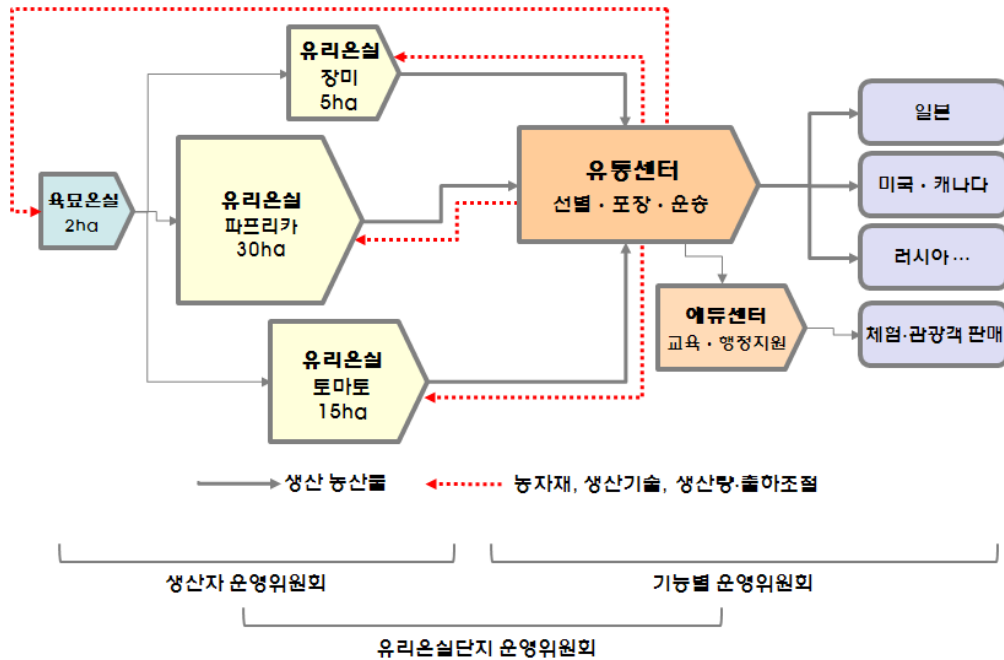 유리온실
장미
5ha
육묘온실
2ha
유리온실
파프리카
30ha
유리온실
토마토
15ha
유통센터
선별·포장·운송
에듀센터
교육·행정지원
일본
미국·캐나다
러시아…
체험·관광객 판매
생산 농산물
농자재, 생산기술, 생산량·출하조절
생산자 운영위원회
기능별 운영위원회
유리온실단지 운영위원회